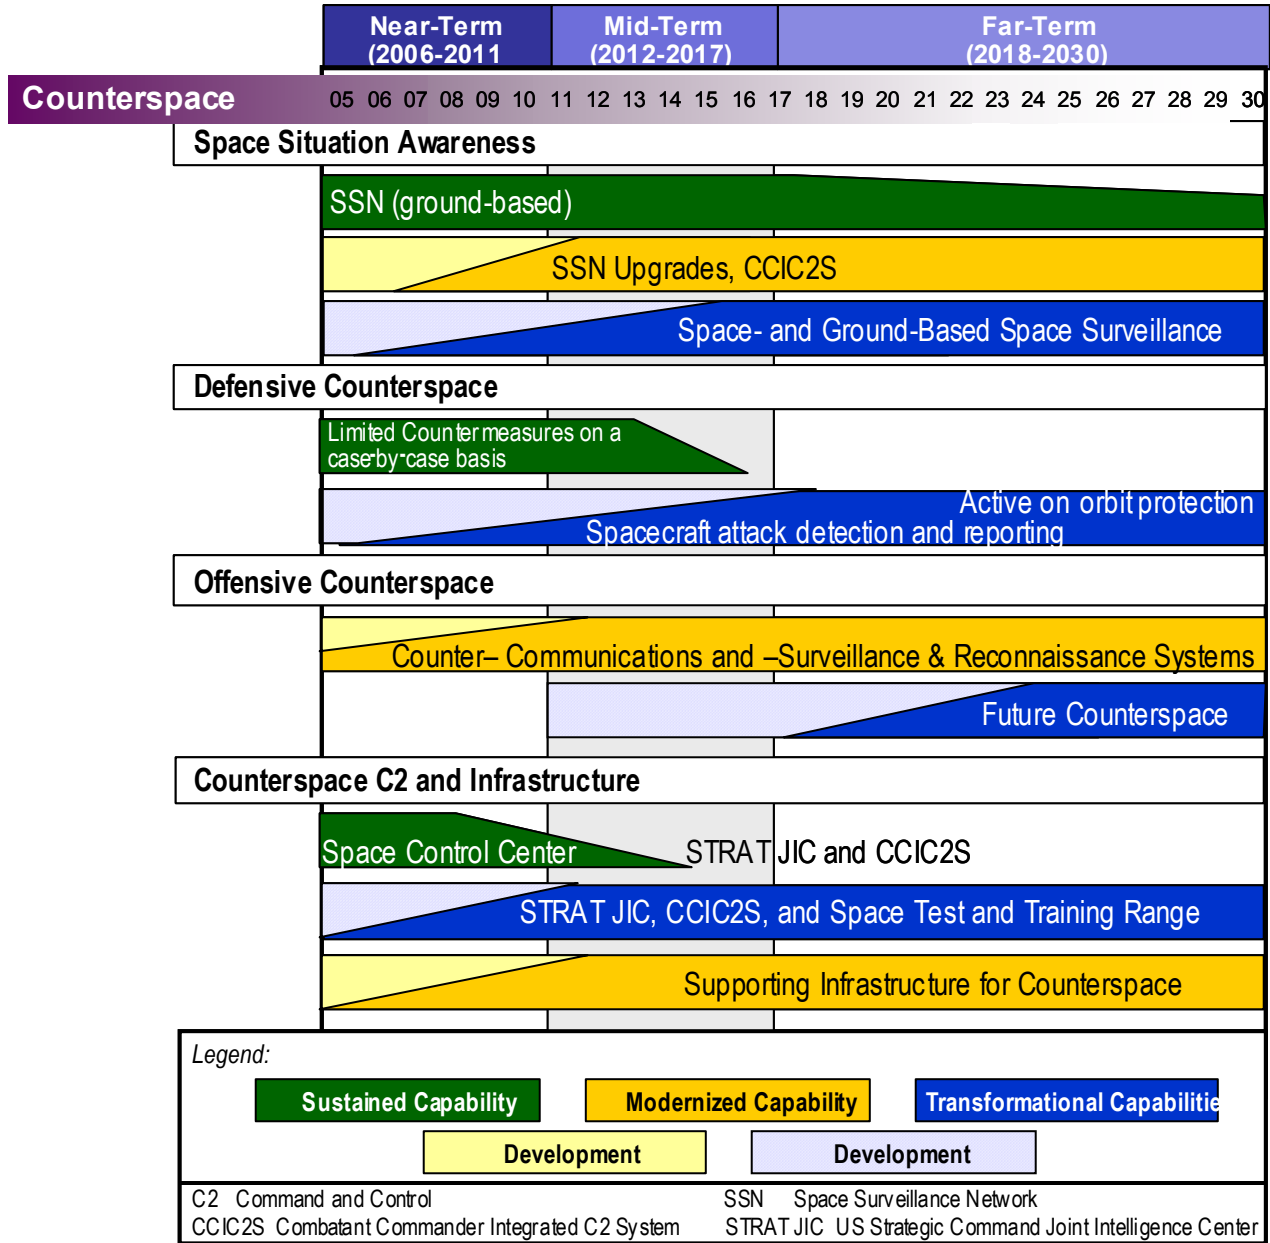 Near-Term Mid-Term Far-Term
(2006-2011 (2012-2017) (2018-2030)
Counterspace 05 06 07 08 09 10 11 12 13 14 15 16 17 18 19 20 21 22 23 24 25 26 27 28 29 30
Space Situation Awareness
SSN (ground-based)
SSN Upgrades, CCIC2S
Space- and Ground-Based Space Surveillance
Defensive Counterspace
Limited Countermeasures on a
case-by-case basis
Active on orbit protection
Spacecraft attack detection and reporting
Offensive Counterspace
Counter– Communications and –Surveillance & Reconnaissance Systems
Future Counterspace
Counterspace C2 and Infrastructure
Space Control Center STRAT JIC and CCIC2S
STRAT JIC, CCIC2S, and Space Test and Training Range
Supporting Infrastructure for Counterspace
Legend:
Sustained Capability Modernized Capability Transformational Capabilitie
Development Development
C2 Command and Control SSN Space Surveillance Network
CCIC2S Combatant Commander Integrated C2 System STRAT JIC US Strategic Command Joint Intelligence Center